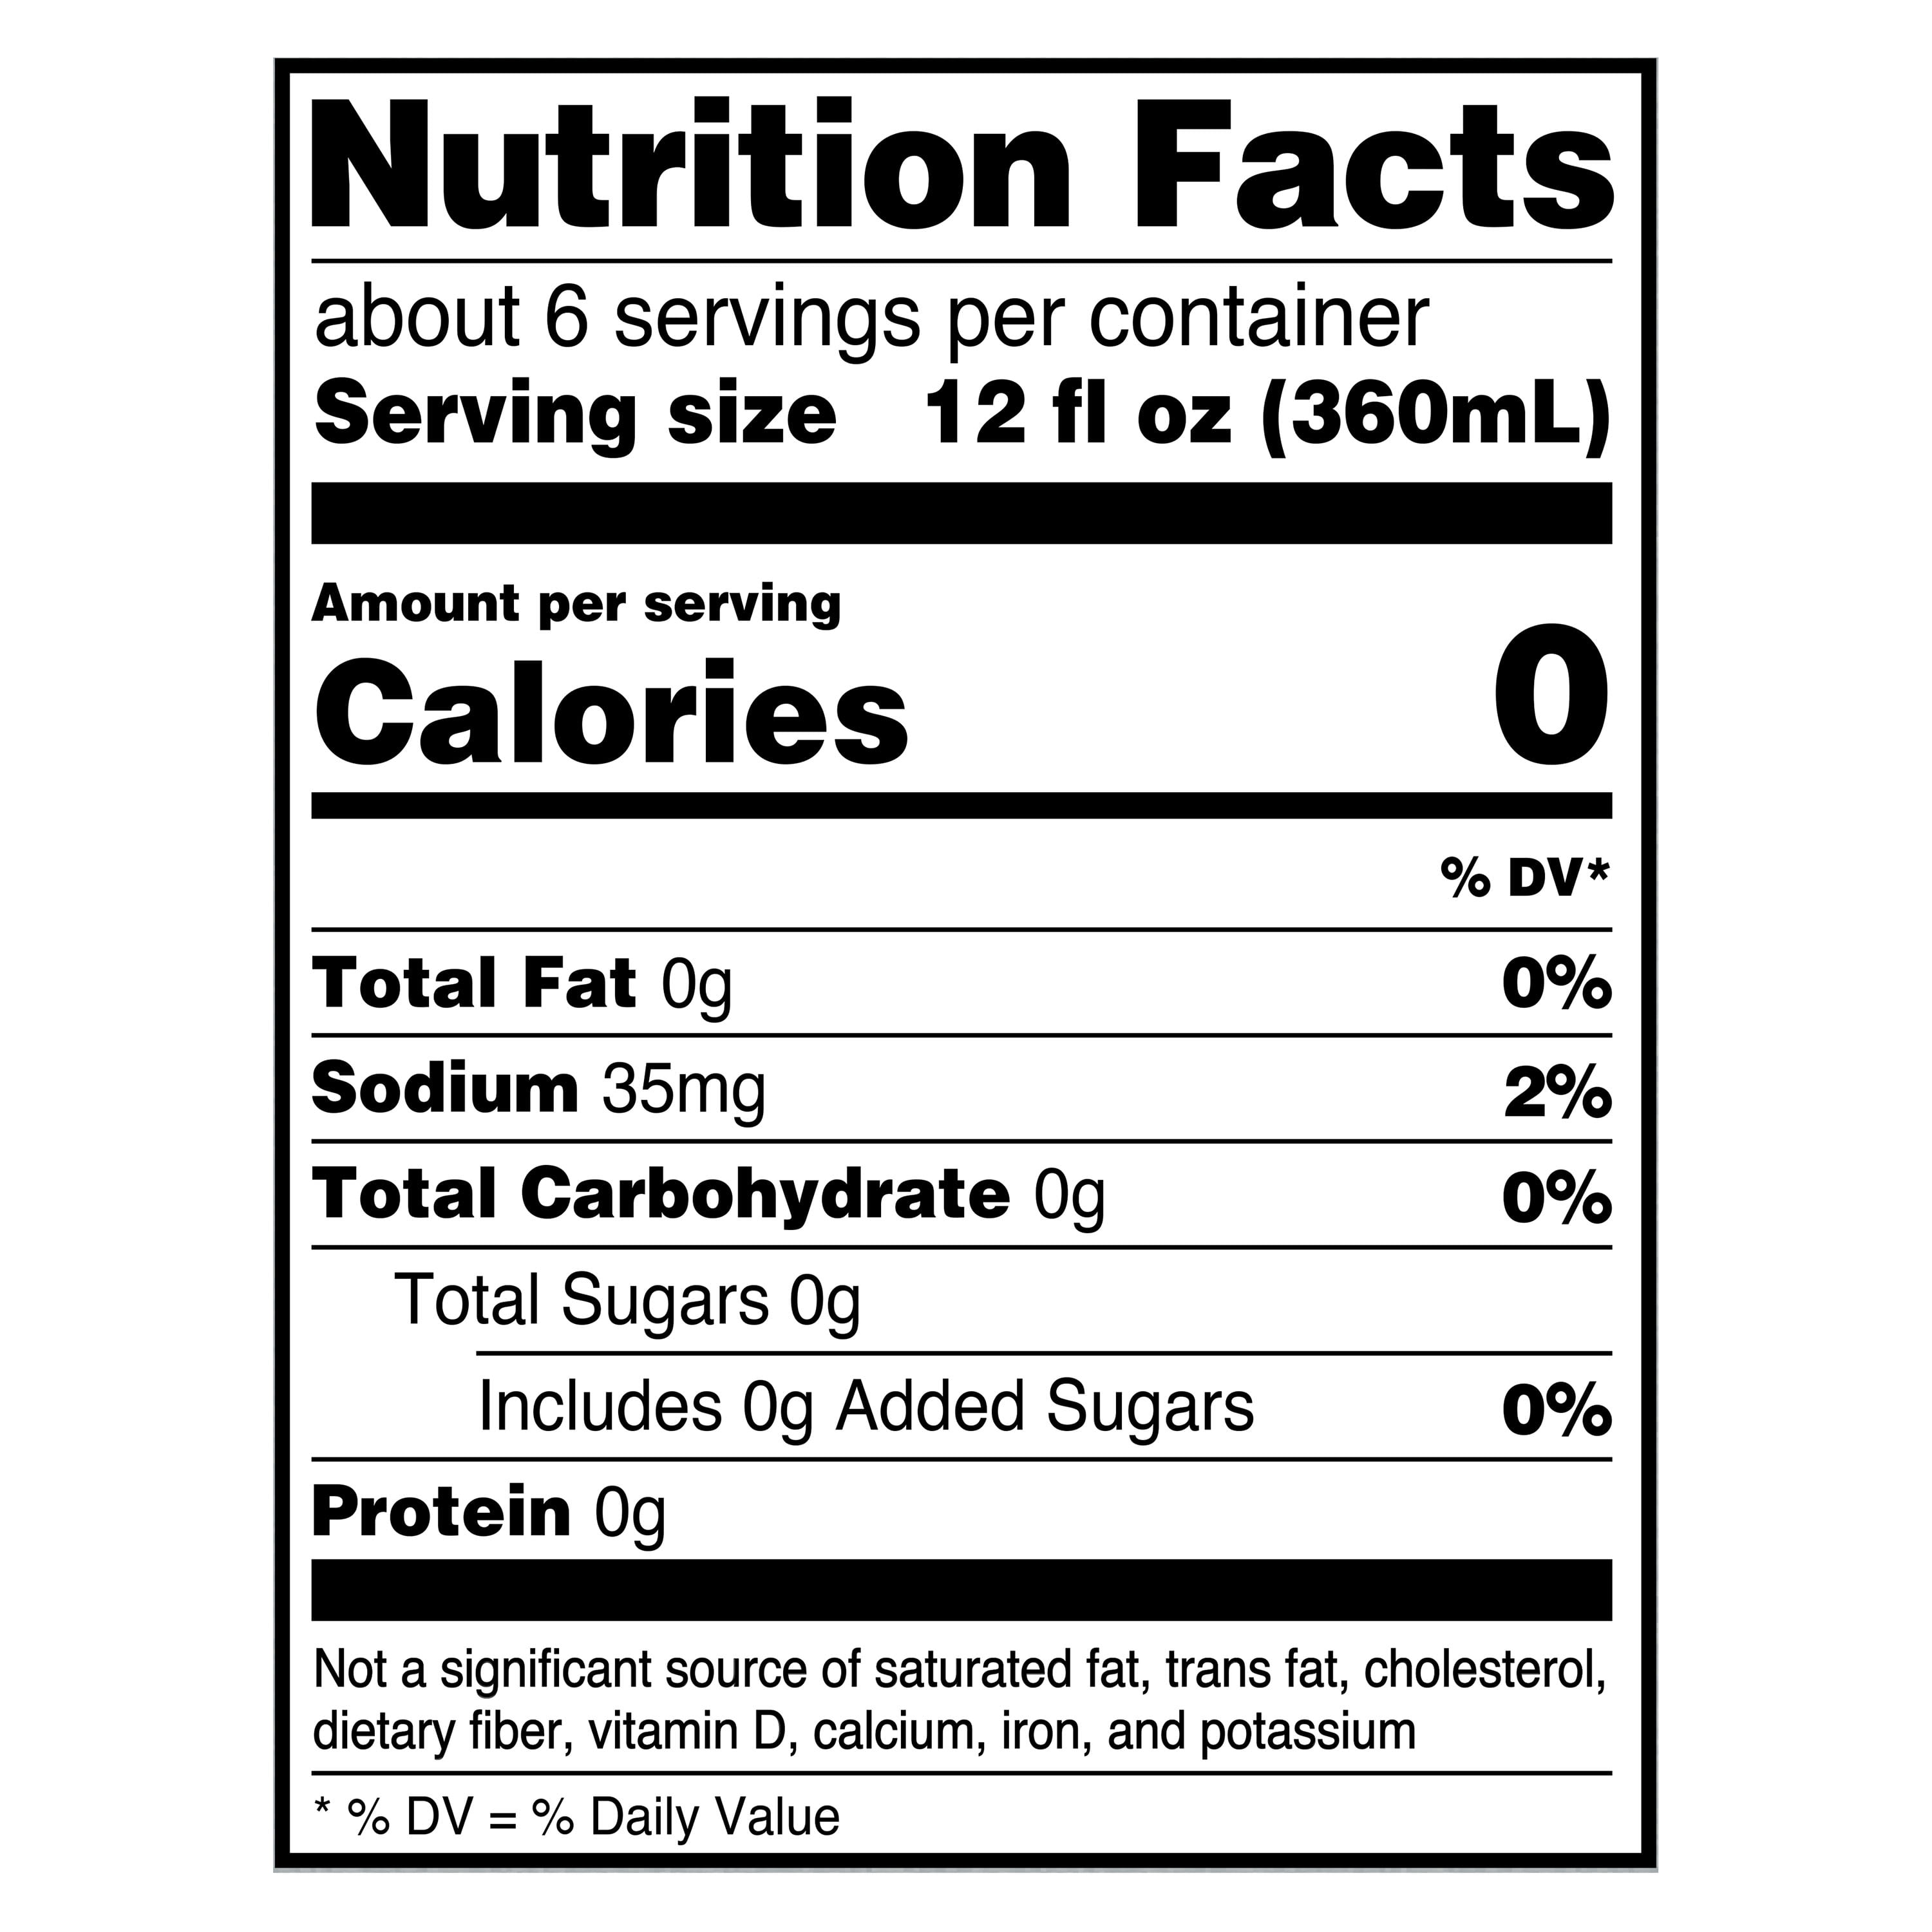 Nutrition Facts
about 6 servings per container
Serving size 12 fl oz (360mL)
Amount per serving
Calories 0
% DV*
Total Fat 0g 0%
Sodium 35mg 2%
Total Carbohydrate 0g 0%
Total Sugars 0g
Includes 0g Added Sugars 0%
Protein 0g
Not a significant source of saturated fat, trans fat, cholesterol,
dietary fiber, vitamin D, calcium, iron, and potassium
* % DV = % Daily Value